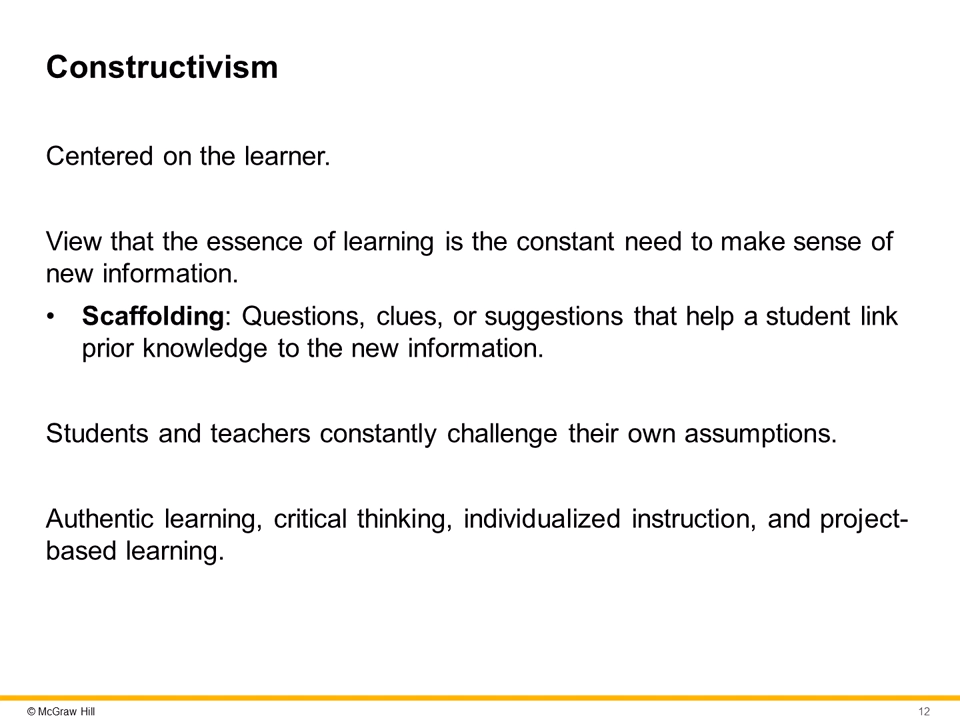 Constructivism
Centered on the learner.
View that the essence of learning is the constant need to make sense of
new information.
• Scaffolding: Questions, clues, or suggestions that help a student link
prior knowledge to the new information.
Students and teachers constantly challenge their own assumptions.
Authentic learning, critical thinking, individualized instruction, and project-
based learning.
© McGraw Hill
12